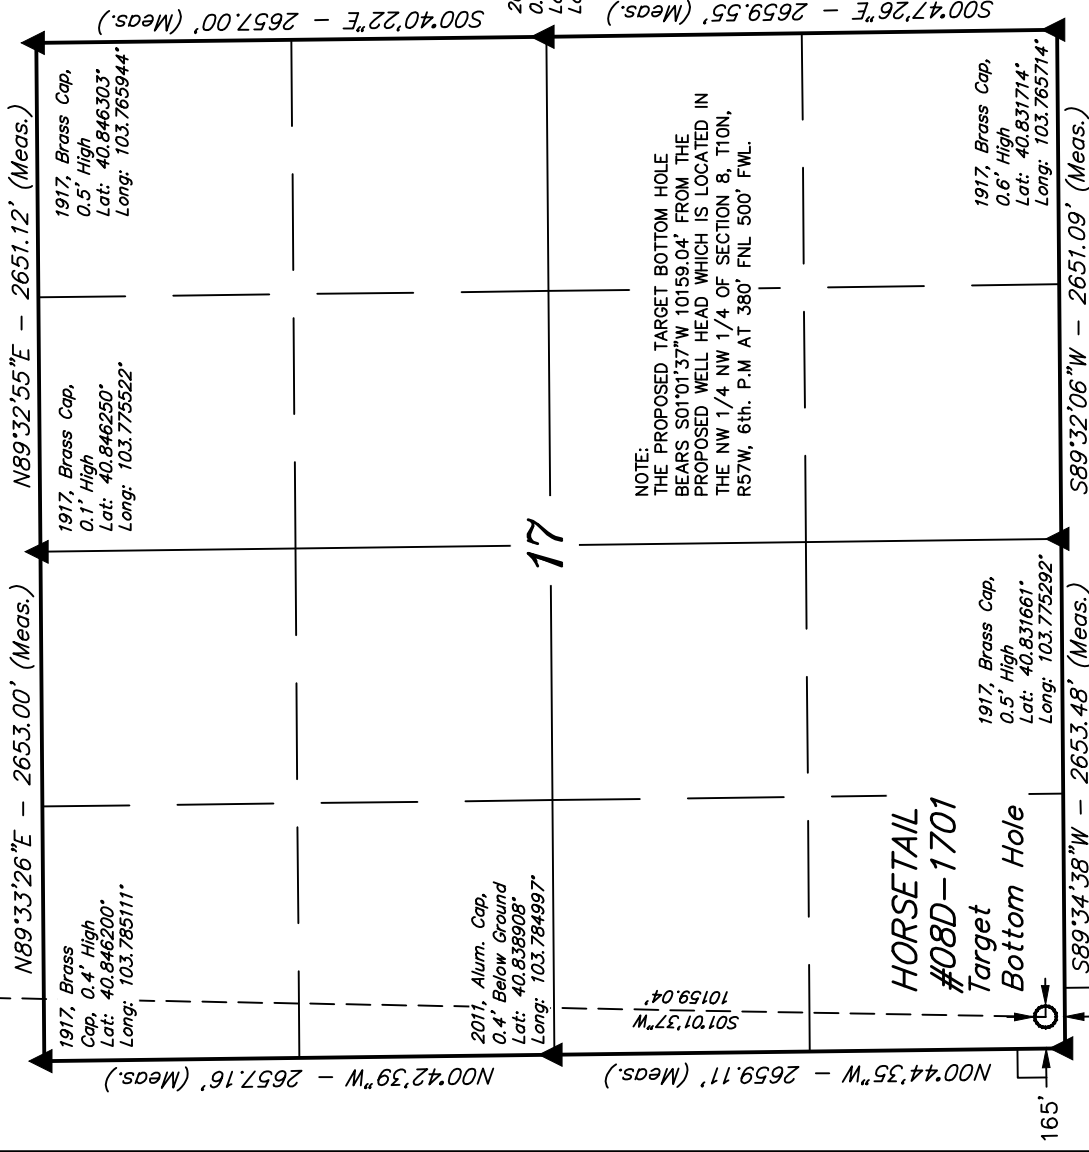 N89°33'26"E - 2653.00' (Meas.)
N89°32'55"E - 2651.12' (Meas.)
1917, Brass
Cap, 0.4' High
Lat: 40.846200°
Long: 103.785111°
1917, Brass Cap,
0.1' High
Lat: 40.846250°
Long: 103.775522°
1917, Brass Cap,
0.5' High
Lat: 40.846303°
Long: 103.765944°
N00°42'39"W - 2657.16' (Meas.)
S00°40'22"E - 2657.00' (Meas.)
2011, Alum. Cap,
0.4' Below Ground
Lat: 40.838908°
Long: 103.784997°
17
NOTE:
THE PROPOSED TARGET BOTTOM HOLE
BEARS S01°01'37"W 10159.04' FROM THE
PROPOSED WELL HEAD WHICH IS LOCATED IN
THE NW 1/4 NW 1/4 OF SECTION 8, T10N,
R57W, 6th. P.M AT 380' FNL 500' FWL.
S01°01'37"W
10159.04'
N00°44'35"W - 2659.11' (Meas.)
S00°47'26"E - 2659.55' (Meas.)
HORSETAIL
#08D-1701
Target
Bottom Hole
1917, Brass Cap,
0.5' High
Lat: 40.831661°
Long: 103.775292°
1917, Brass Cap,
0.6' High
Lat: 40.831714°
Long: 103.765714°
165'
S89°34'38"W - 2653.48' (Meas.)
S89°32'06"W - 2651.09' (Meas.)